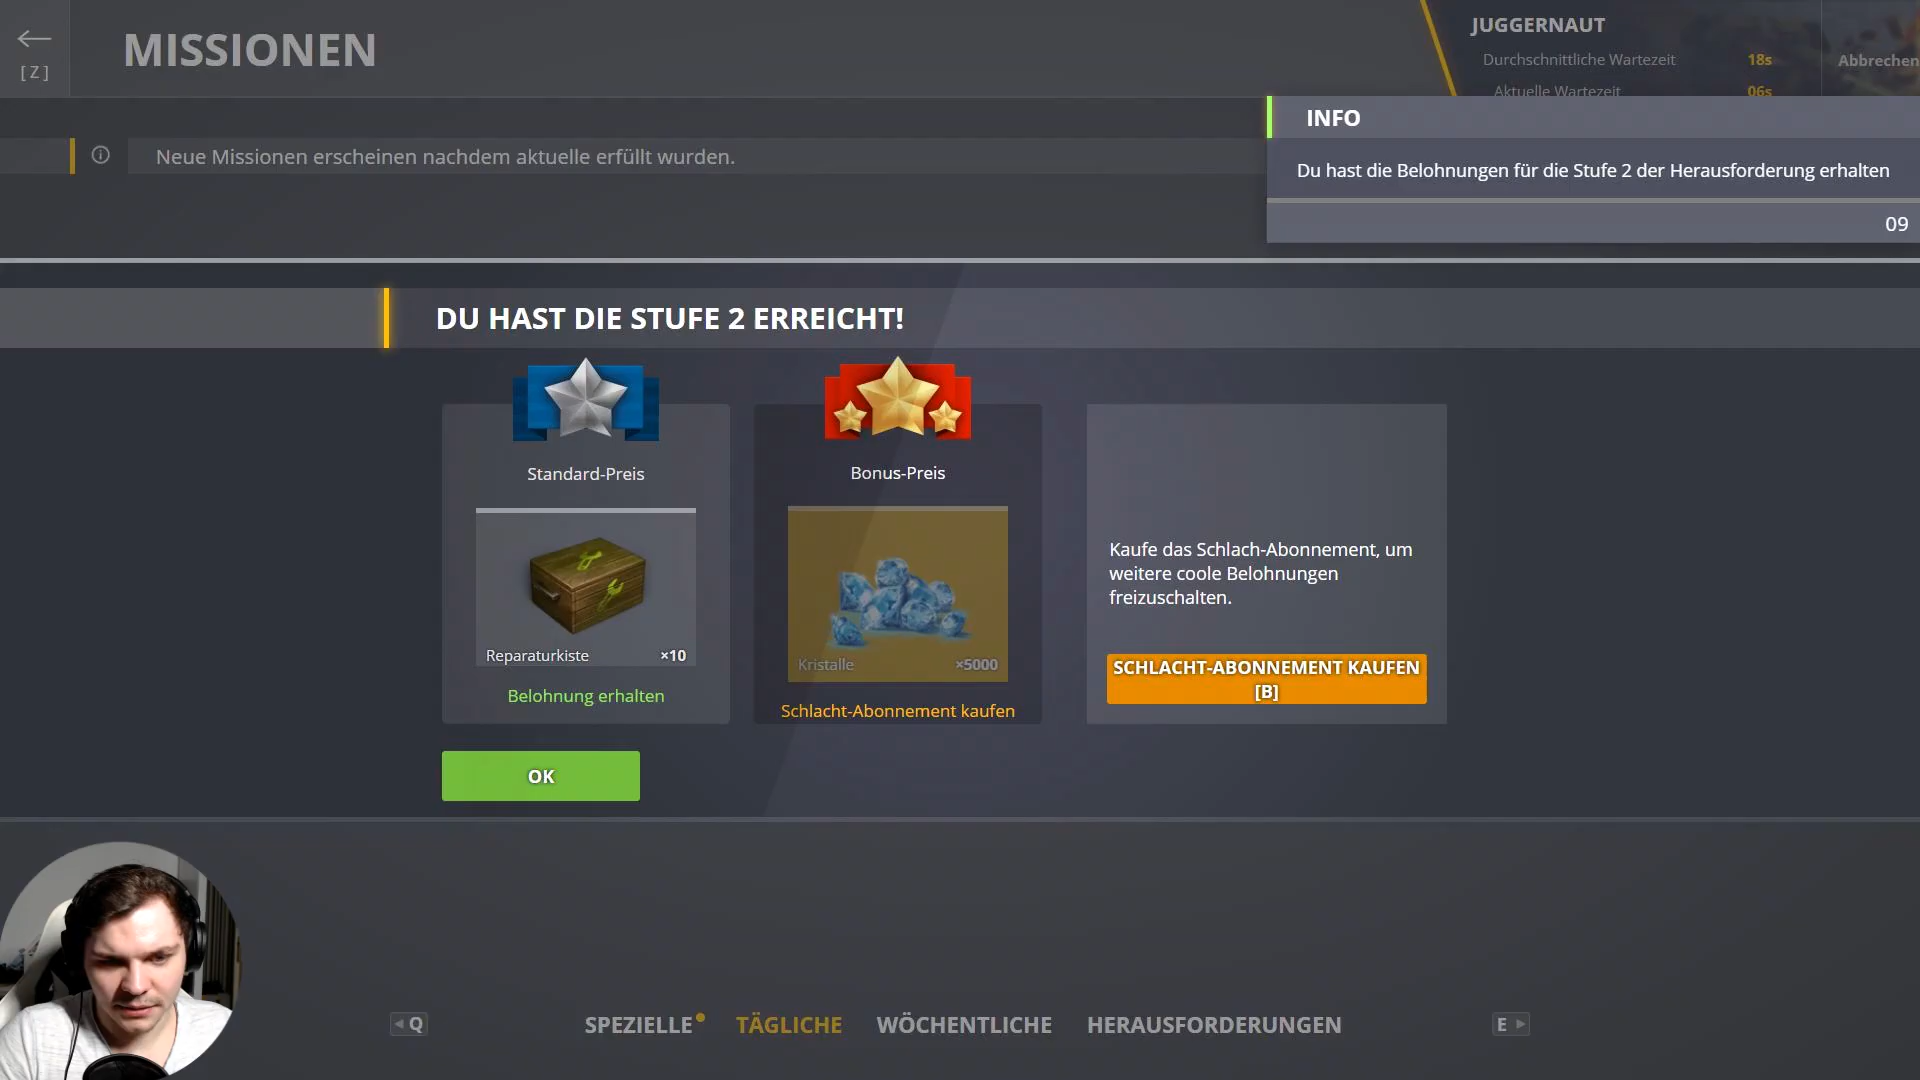 [ Z ]
MISSIONEN
JUGGERNAUT
Durchschnittliche Wartezeit 18s
Abbrechen
Aktuelle Wartezeit 06s
INFO
Du hast die Belohnungen für die Stufe 2 der Herausforderung erhalten
09
Neue Missionen erscheinen nachdem aktuelle erfüllt wurden.
DU HAST DIE STUFE 2 ERREICHT!
Standard-Preis
Reparaturkiste ×10
Belohnung erhalten
Bonus-Preis
Kristalle ×5000
Schlacht-Abonnement kaufen
Kaufe das Schlach-Abonnement, um
weitere coole Belohnungen
freizuschalten.
SCHLACHT-ABONNEMENT KAUFEN
[B]
OK
Q
SPEZIELLE
TÄGLICHE
WÖCHENTLICHE
HERAUSFORDERUNGEN
E